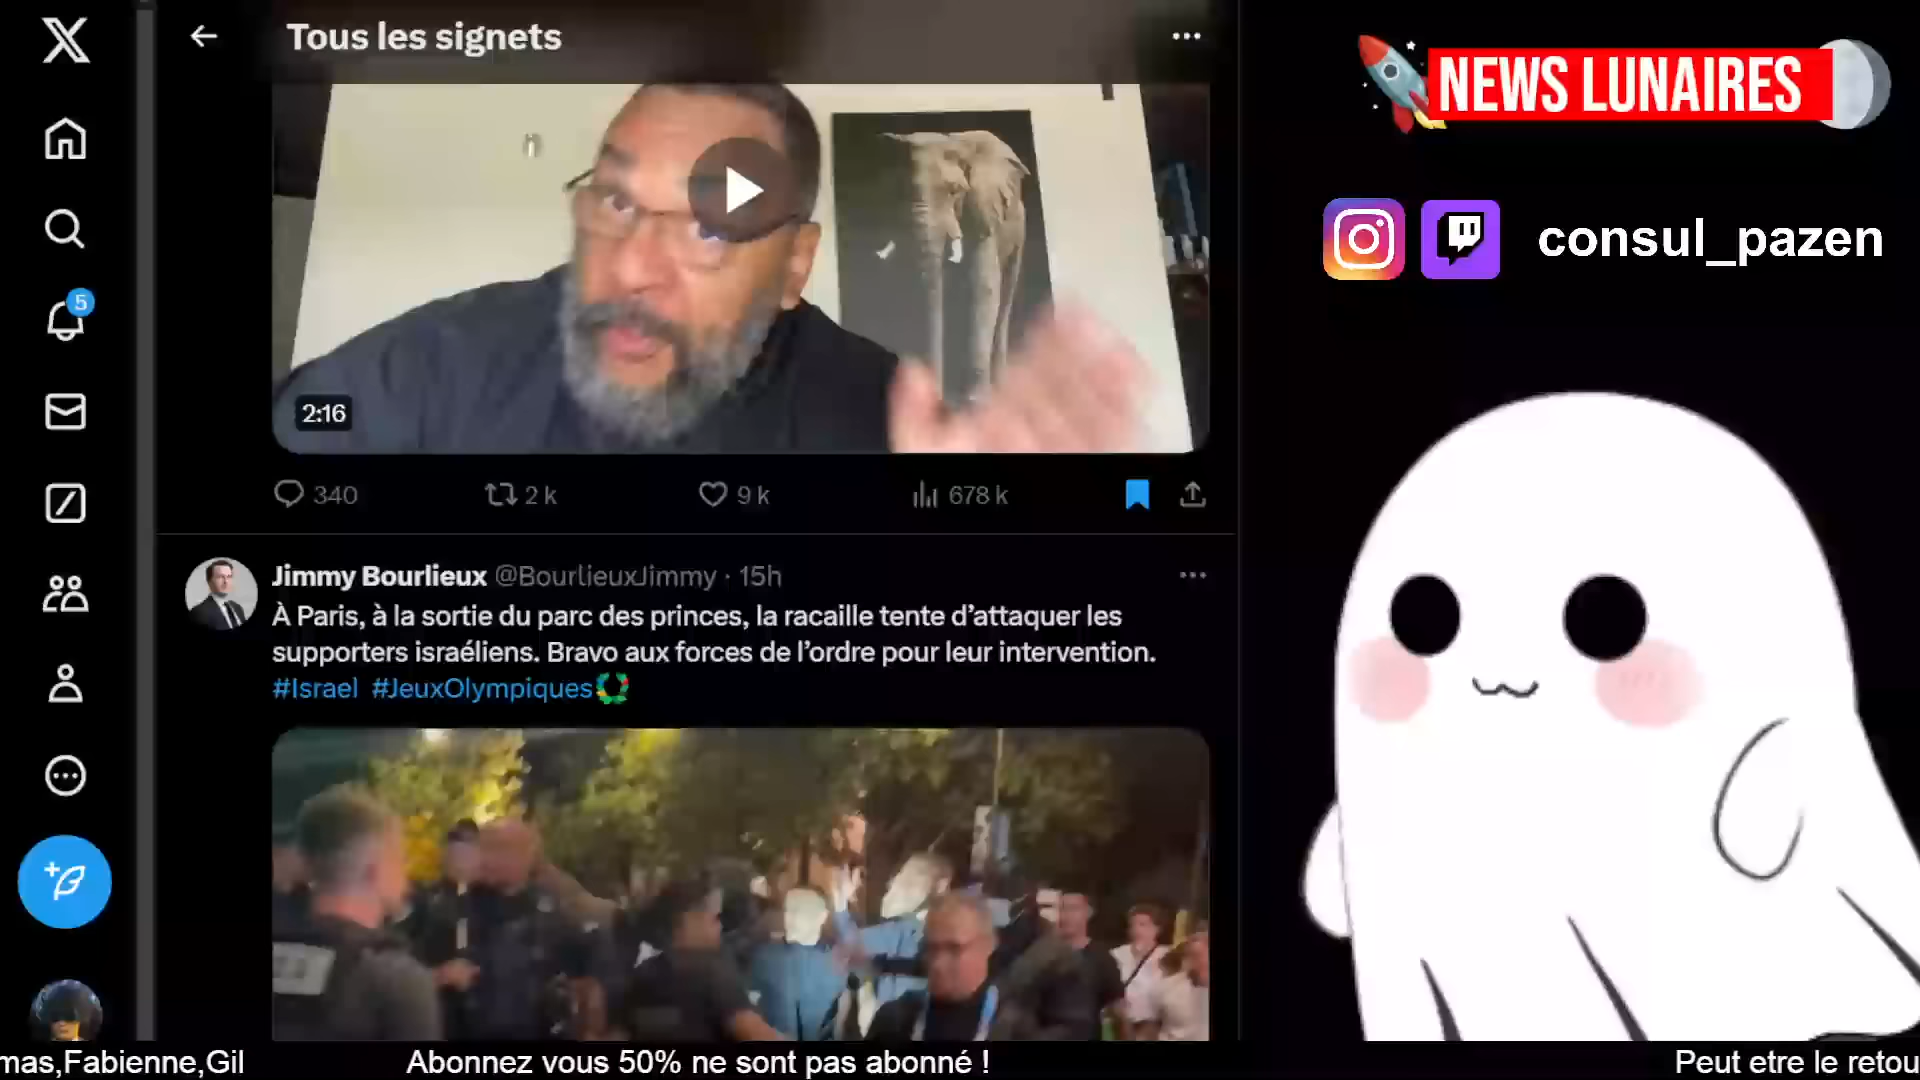 Tous les signets
NEWS LUNAIRES
consul_pazen
5
2:16
340
2 k
9 k
678 k
Jimmy Bourlieux @BourlieuxJimmy · 15h
À Paris, à la sortie du parc des princes, la racaille tente d’attaquer les
supporters israéliens. Bravo aux forces de l’ordre pour leur intervention.
#Israel #JeuxOlympiques
mas,Fabienne,Gil
Abonnez vous 50% ne sont pas abonné !
Peut etre le retou